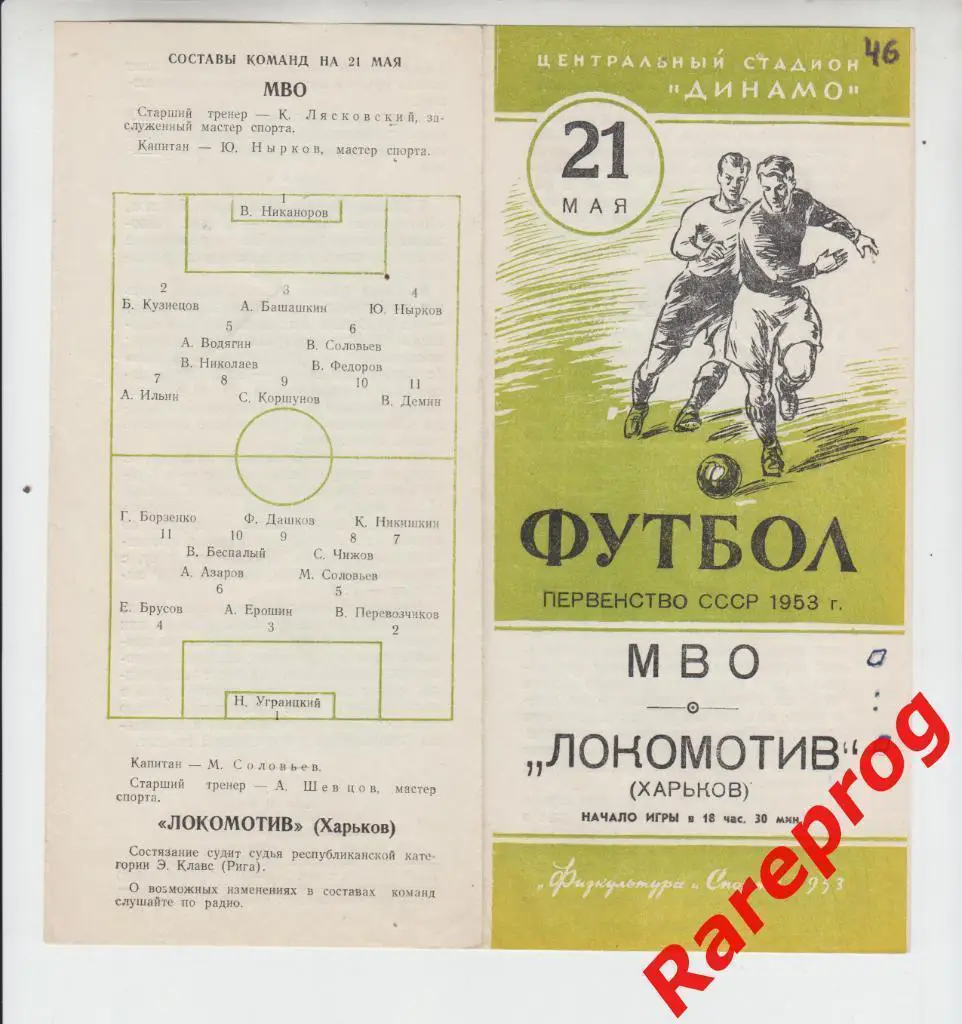 СОСТАВЫ КОМАНД НА 21 МАЯ
МВО
Старший тренер — К. Лясковский, за-
служенный мастер спорта.
Капитан — Ю. Нырков, мастер спорта.
1
В. Никаноров
2 3 4
Б. Кузнецов А. Башашкин Ю. Нырков
5 6
А. Водягин В. Соловьев
В. Николаев В. Федоров
7 8 9 10 11
А. Ильин С. Коршунов В. Демин
Г. Борзенко Ф. Дашков К. Никишкин
11 10 9 8 7
В. Беспалый С. Чижов
А. Азаров М. Соловьев
6 5
Е. Брусов А. Ерошин В. Перевозчиков
4 3 2
Н. Уграицкий
1
Капитан — М. Соловьев.
Старший тренер — А. Шевцов, мастер
спорта.
«ЛОКОМОТИВ» (Харьков)
Состязание судит судья республиканской кате-
гории Э. Клавс (Рига).
О возможных изменениях в составах команд
слушайте по радио.
46
ЦЕНТРАЛЬНЫЙ СТАДИОН
"ДИНАМО"
21
МАЯ
ФУТБОЛ
ПЕРВЕНСТВО СССР 1953 г.
МВО
„ЛОКОМОТИВ“
(ХАРЬКОВ)
НАЧАЛО ИГРЫ в 18 час. 30 мин.
„Физкультура и
Rareprog